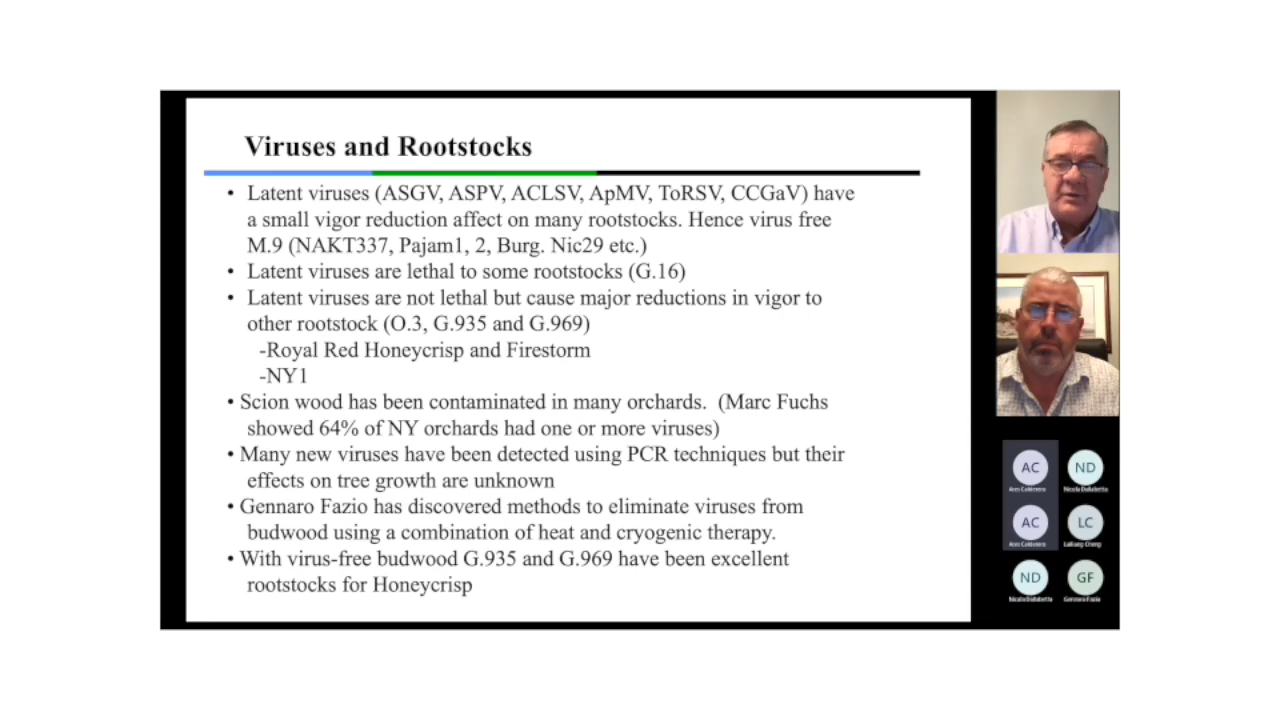 Viruses and Rootstocks
• Latent viruses (ASGV, ASPV, ACLSV, ApMV, ToRSV, CCGaV) have
a small vigor reduction affect on many rootstocks. Hence virus free
M.9 (NAKT337, Pajam1, 2, Burg. Nic29 etc.)
• Latent viruses are lethal to some rootstocks (G.16)
• Latent viruses are not lethal but cause major reductions in vigor to
other rootstock (O.3, G.935 and G.969)
-Royal Red Honeycrisp and Firestorm
-NY1
• Scion wood has been contaminated in many orchards. (Marc Fuchs
showed 64% of NY orchards had one or more viruses)
• Many new viruses have been detected using PCR techniques but their
effects on tree growth are unknown
• Gennaro Fazio has discovered methods to eliminate viruses from
budwood using a combination of heat and cryogenic therapy.
• With virus-free budwood G.935 and G.969 have been excellent
rootstocks for Honeycrisp
AC ND
AC LC
ND GF
Gennaro Fazio